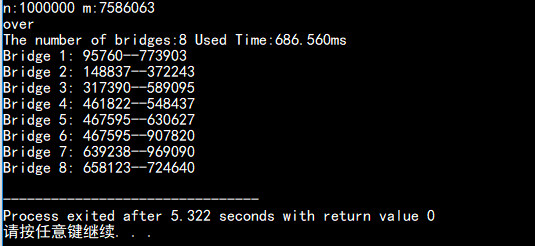 n:1000000 m:7586063
over
The number of bridges:8 Used Time:686.560ms
Bridge 1: 95760--773903
Bridge 2: 148837--372243
Bridge 3: 317390--589095
Bridge 4: 461822--548437
Bridge 5: 467595--630627
Bridge 6: 467595--907820
Bridge 7: 639238--969090
Bridge 8: 658123--724640
--------------------------------
Process exited after 5.322 seconds with return value 0
请按任意键继续. . .